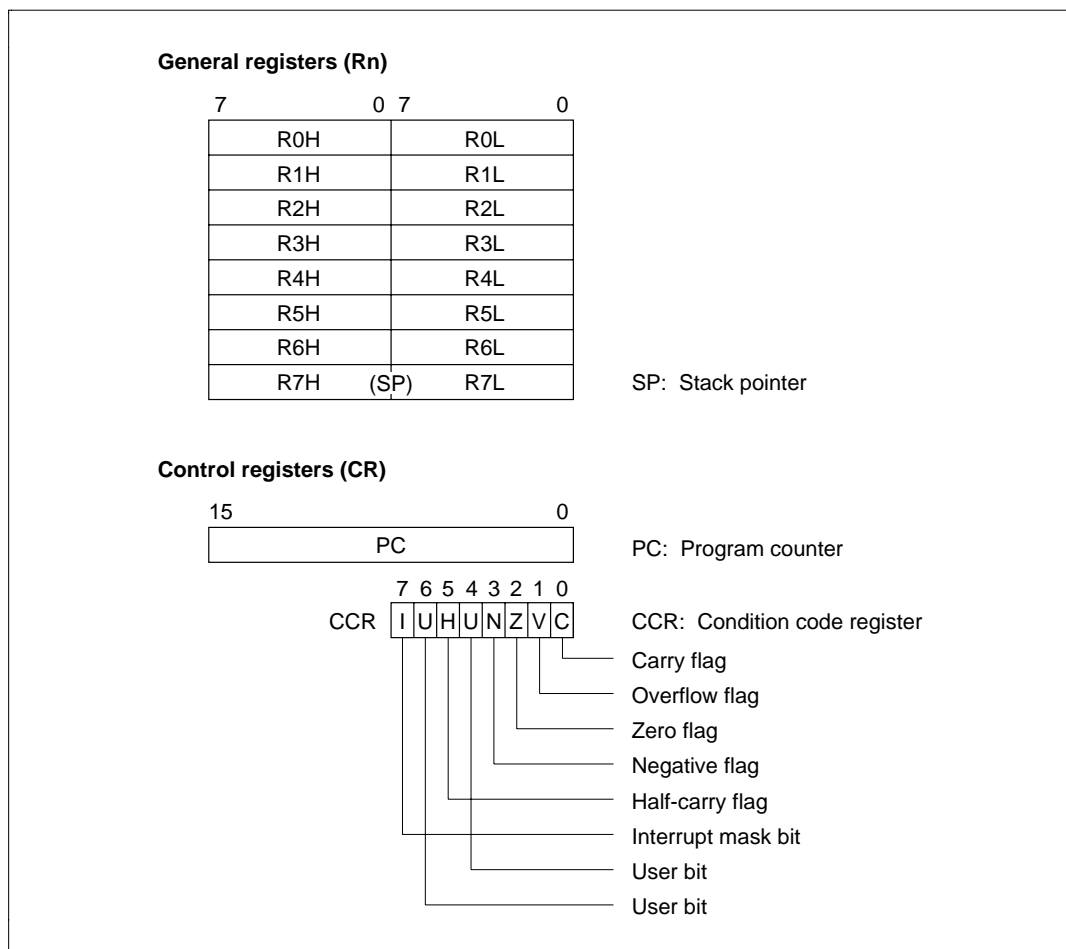 General registers (Rn)
7 0 7 0
R0H R0L
R1H R1L
R2H R2L
R3H R3L
R4H R4L
R5H R5L
R6H R6L
R7H (SP) R7L SP: Stack pointer
Control registers (CR)
15 0
PC PC: Program counter
7 6 5 4 3 2 1 0
CCR I U H U N Z V C CCR: Condition code register
Carry flag
Overflow flag
Zero flag
Negative flag
Half-carry flag
Interrupt mask bit
User bit
User bit